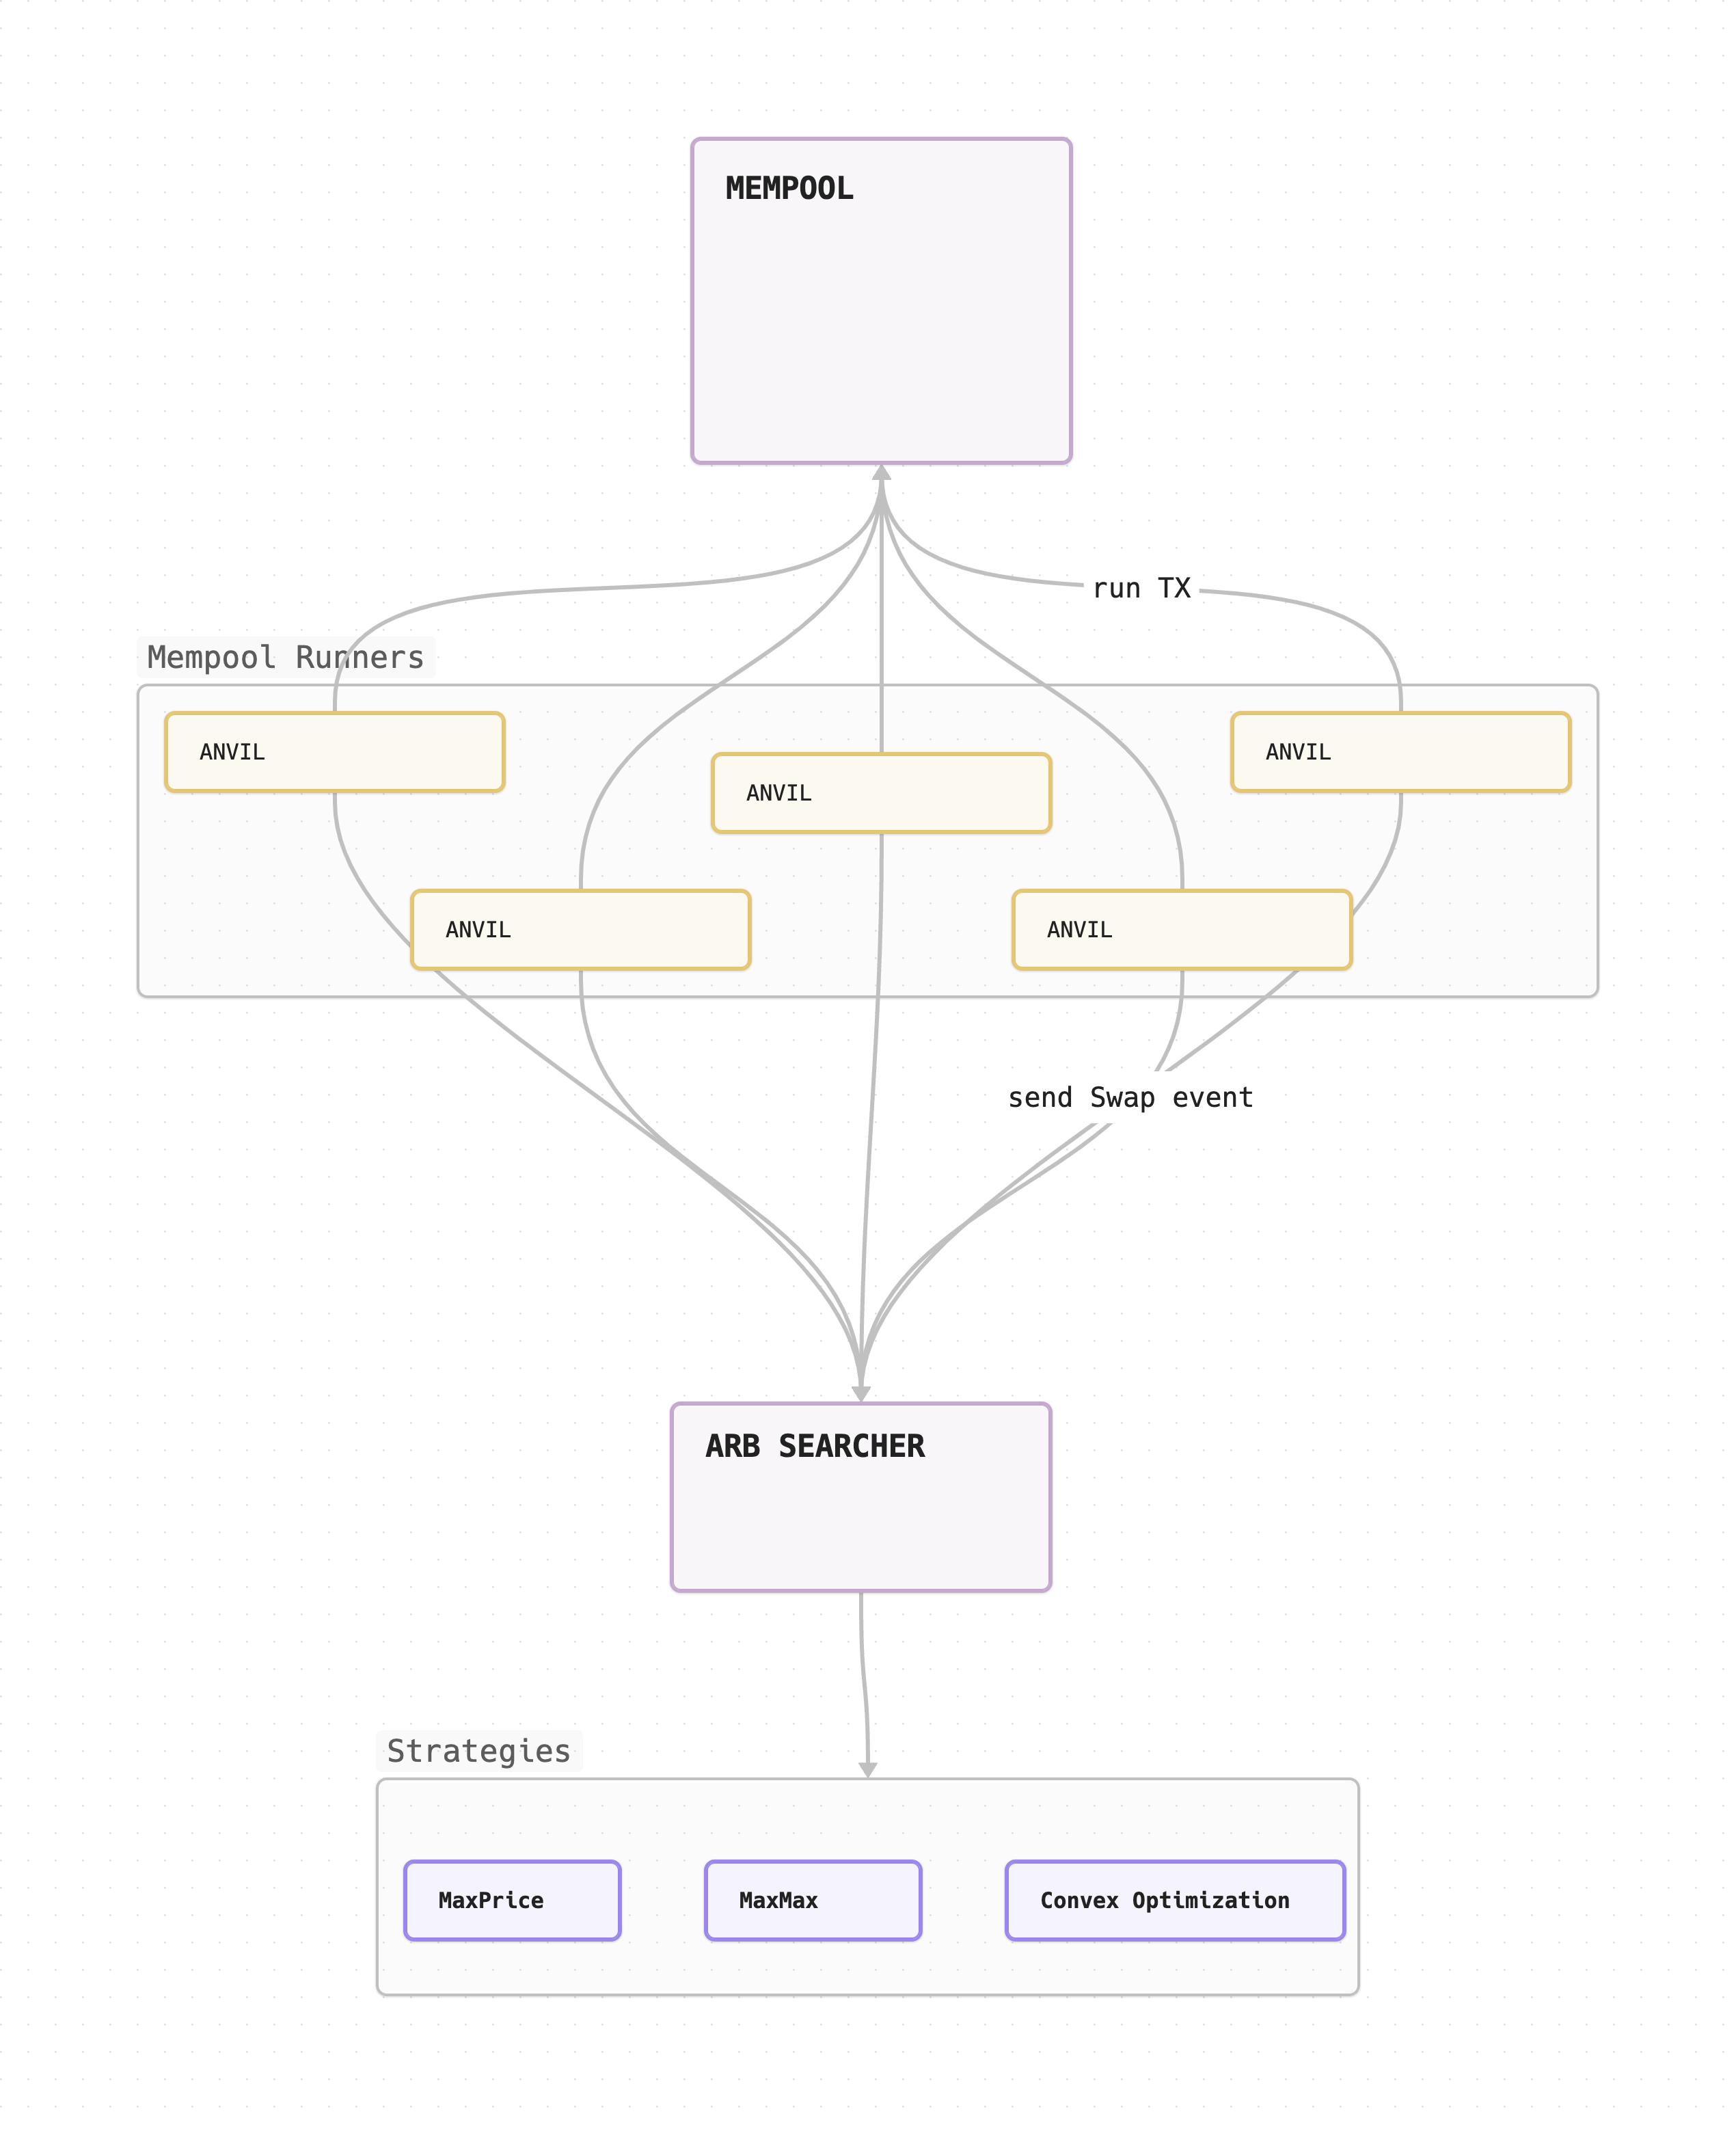 MEMPOOL
run TX
Mempool Runners
ANVIL
ANVIL
ANVIL
ANVIL
ANVIL
send Swap event
ARB SEARCHER
Strategies
MaxPrice
MaxMax
Convex Optimization